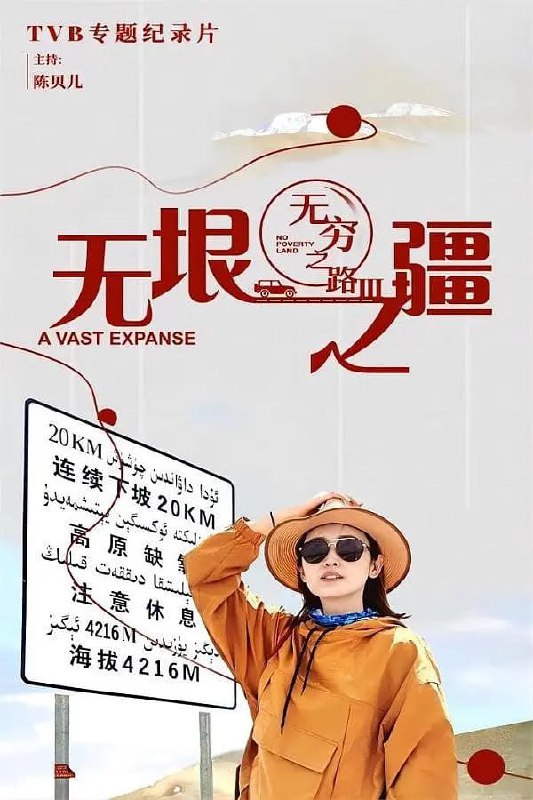 TVB专题纪录片
主持:
陈贝儿
无垠之疆
无穷之路III
NO
POVERTY
LAND
A VAST EXPANSE
20KM
连续下坡20KM
高原缺氧
注意休息
4216M
海拔4216M